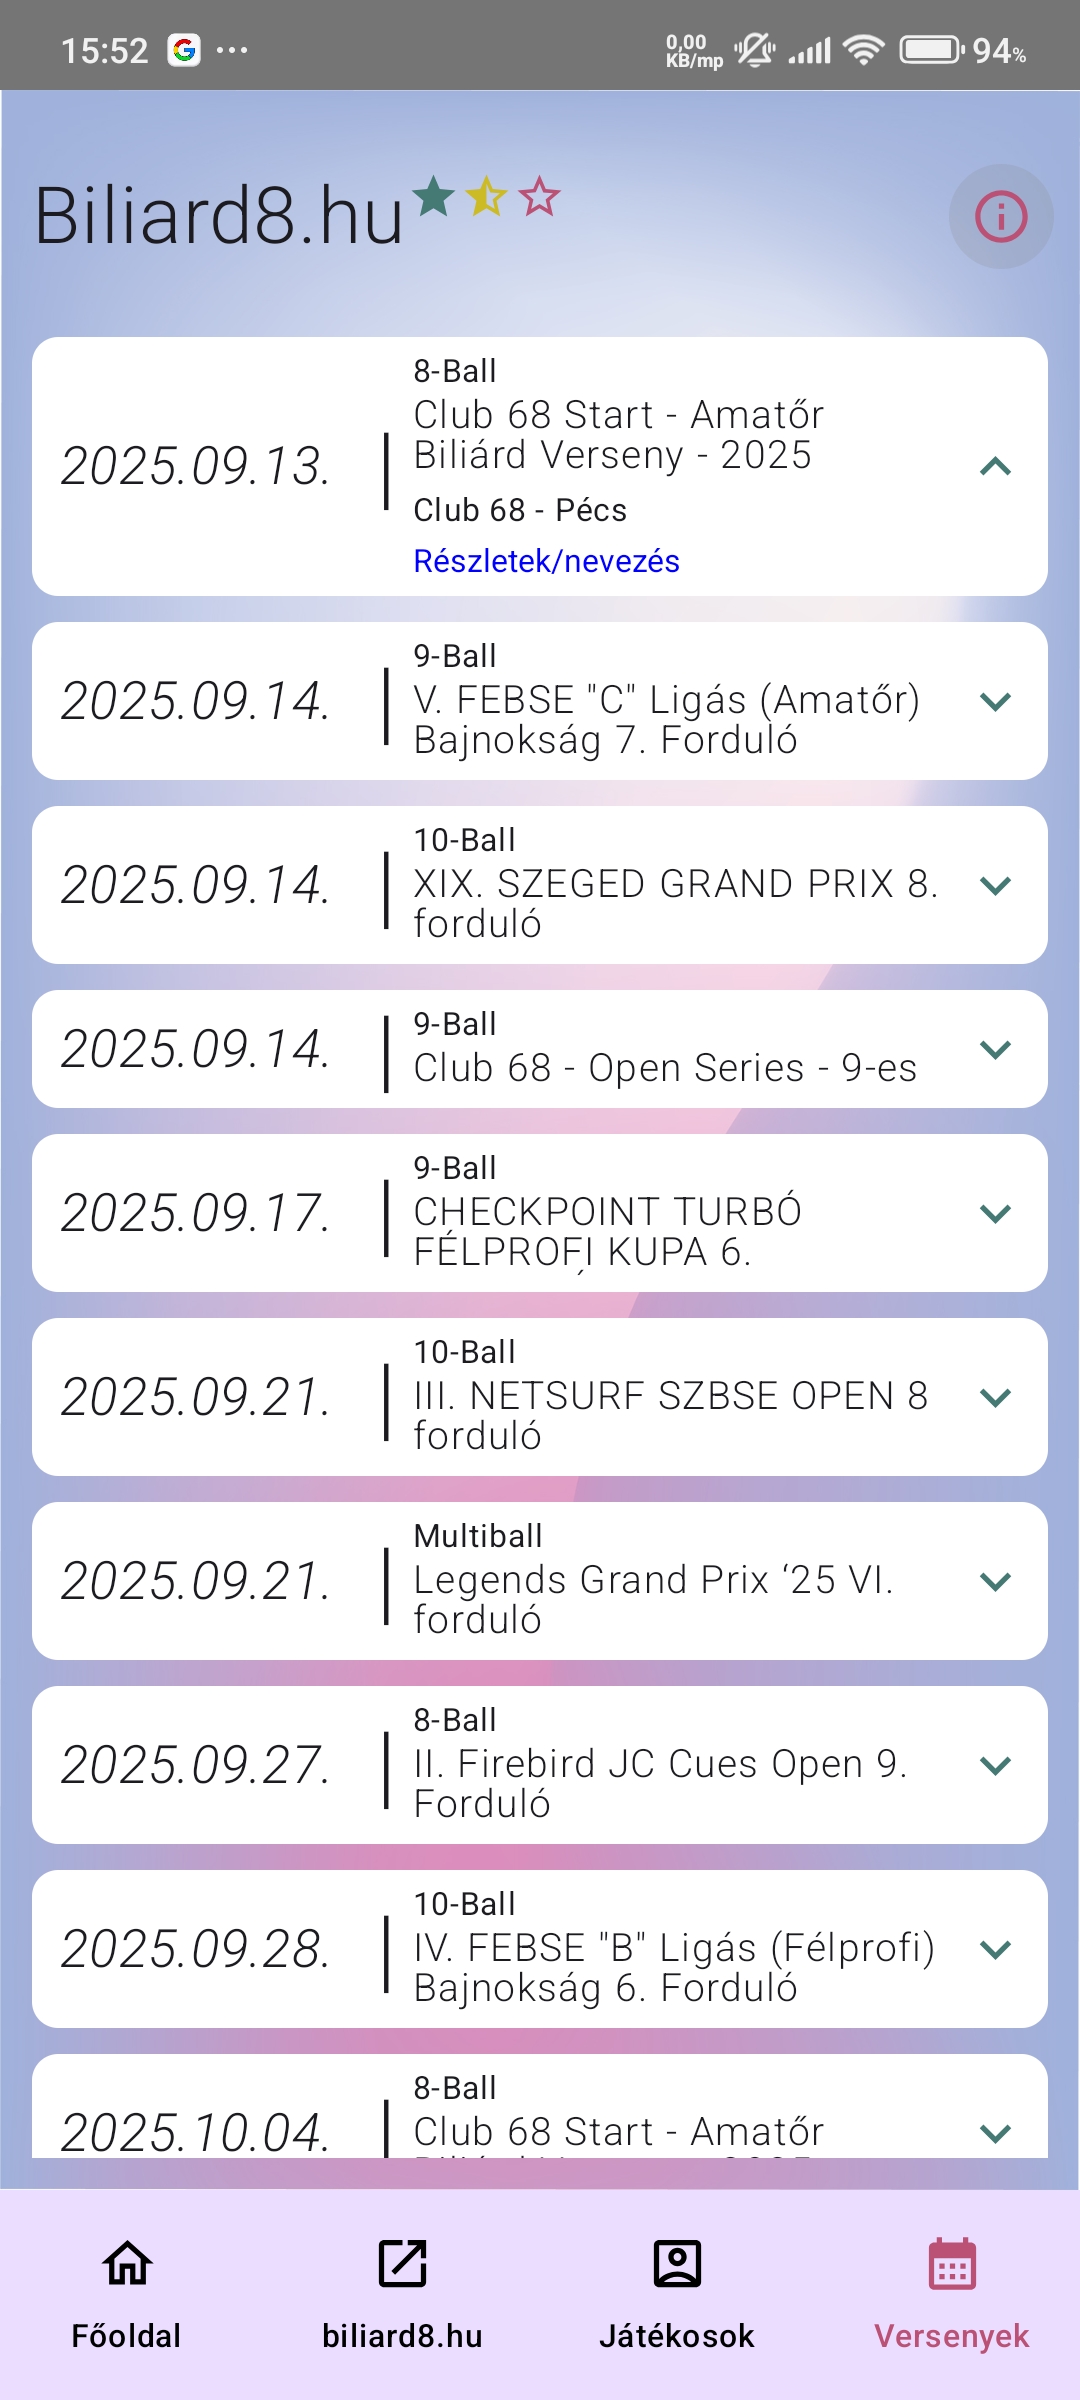 15:52
0,00
KB/mp
94%
Biliard8.hu
8-Ball
Club 68 Start - Amatőr
Biliárd Verseny - 2025
2025.09.13.
Club 68 - Pécs
Részletek/nevezés
9-Ball
2025.09.14.
V. FEBSE "C" Ligás (Amatőr)
Bajnokság 7. Forduló
10-Ball
2025.09.14.
XIX. SZEGED GRAND PRIX 8.
forduló
9-Ball
2025.09.14.
Club 68 - Open Series - 9-es
9-Ball
2025.09.17.
CHECKPOINT TURBÓ
FÉLPROFI KUPA 6.
10-Ball
2025.09.21.
III. NETSURF SZBSE OPEN 8
forduló
Multiball
2025.09.21.
Legends Grand Prix ‘25 VI.
forduló
8-Ball
2025.09.27.
II. Firebird JC Cues Open 9.
Forduló
10-Ball
2025.09.28.
IV. FEBSE "B" Ligás (Félprofi)
Bajnokság 6. Forduló
8-Ball
2025.10.04.
Club 68 Start - Amatőr
Főoldal
biliard8.hu
Játékosok
Versenyek